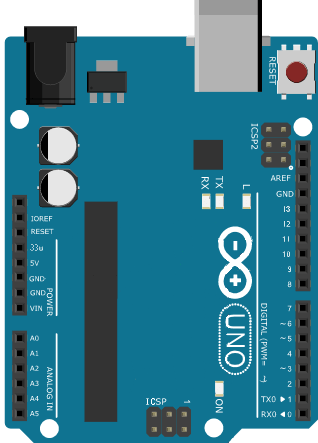 RESET
ICSP2
AREF
GND
13
12
11
10
9
8
RX
TX
L
IOREF
RESET
33u
5V
GND
GND
VIN
POWER
UNO
7
~6
~5
4
~3
2
TX0 ▶ 1
RX0 ◀ 0
DIGITAL (PWM=
A0
A1
A2
A3
A4
A5
ANALOG IN
ON
ICSP
1